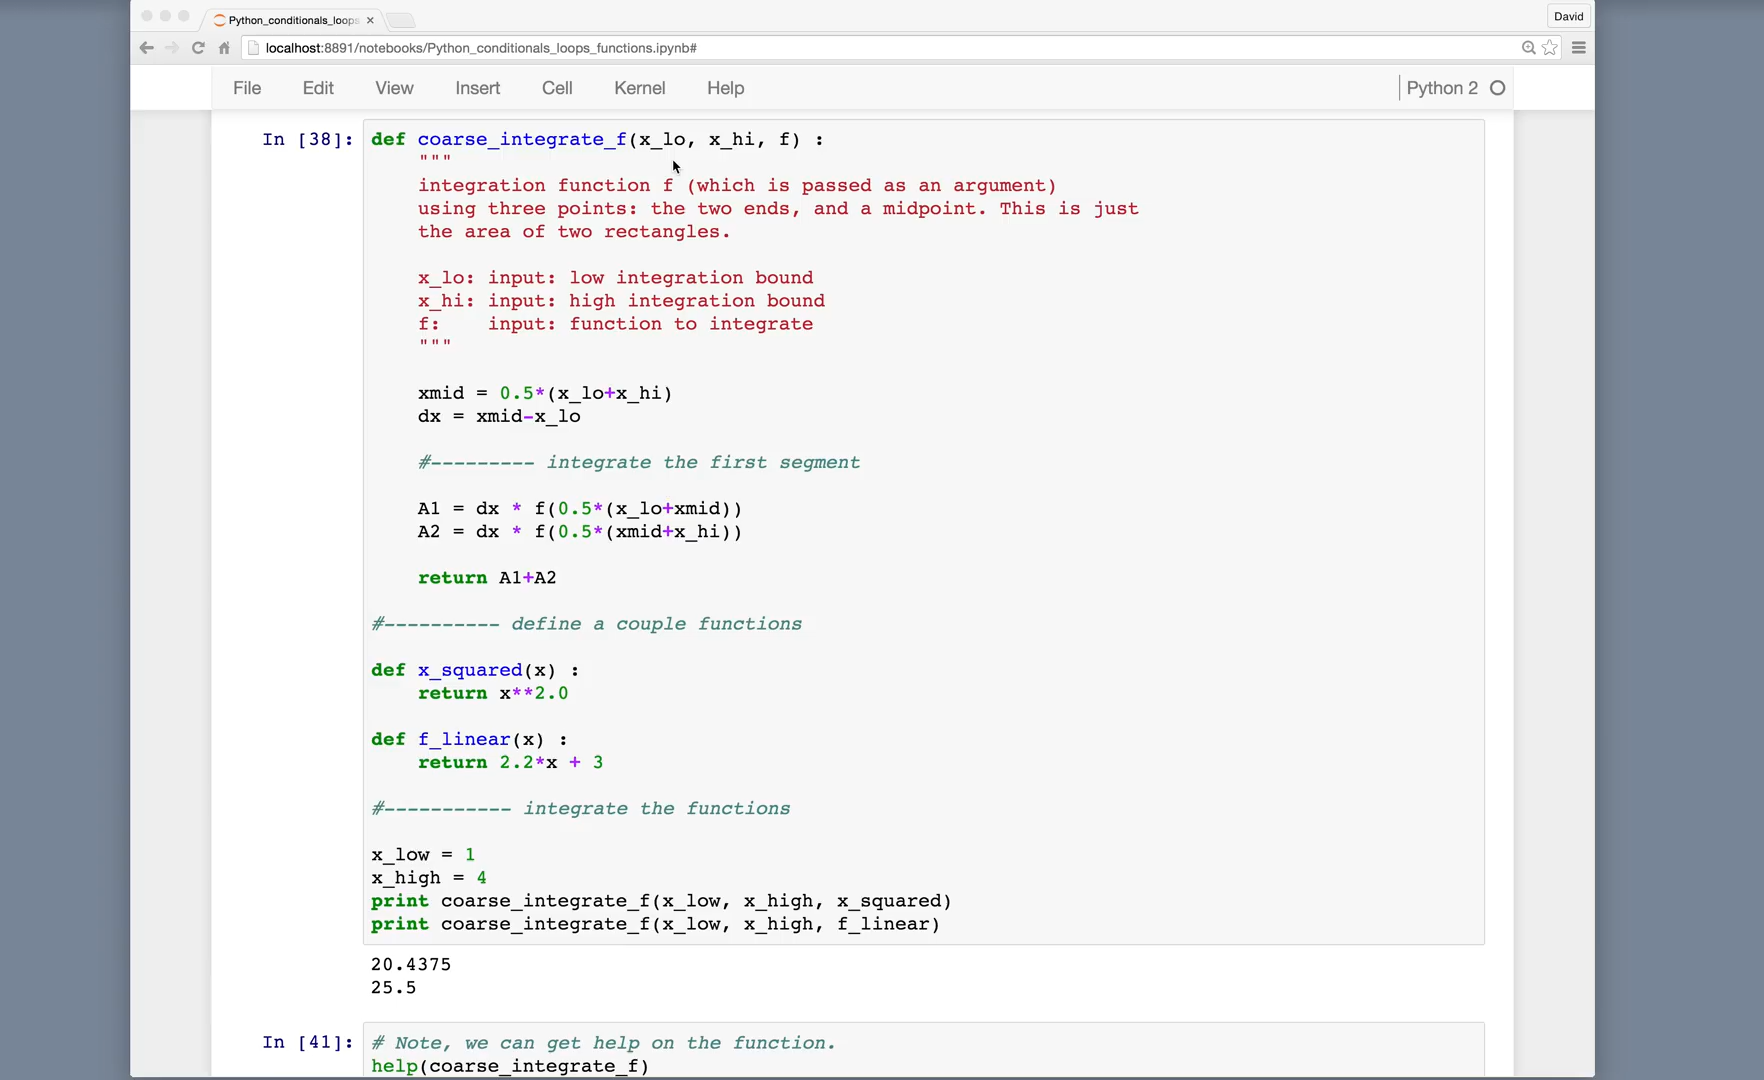 Python_conditionals_loops
David
localhost:8891/notebooks/Python_conditionals_loops_functions.ipynb#
File Edit View Insert Cell Kernel Help Python 2
In [38]: def coarse_integrate_f(x_lo, x_hi, f) :
"""
integration function f (which is passed as an argument)
using three points: the two ends, and a midpoint. This is just
the area of two rectangles.
x_lo: input: low integration bound
x_hi: input: high integration bound
f: input: function to integrate
"""
xmid = 0.5*(x_lo+x_hi)
dx = xmid-x_lo
#--------- integrate the first segment
A1 = dx * f(0.5*(x_lo+xmid))
A2 = dx * f(0.5*(xmid+x_hi))
return A1+A2
#---------- define a couple functions
def x_squared(x) :
return x**2.0
def f_linear(x) :
return 2.2*x + 3
#----------- integrate the functions
x_low = 1
x_high = 4
print coarse_integrate_f(x_low, x_high, x_squared)
print coarse_integrate_f(x_low, x_high, f_linear)
20.4375
25.5
In [41]: # Note, we can get help on the function.
help(coarse_integrate_f)